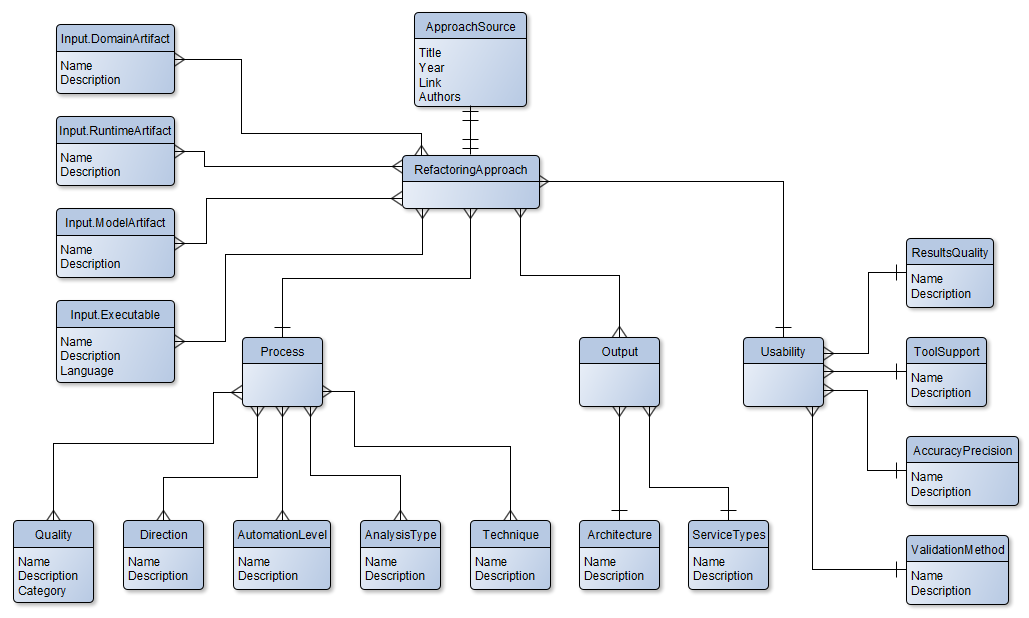 ApproachSource
Title
Year
Link
Authors
Input.DomainArtifact
Name
Description
Input.RuntimeArtifact
Name
Description
RefactoringApproach
Input.ModelArtifact
Name
Description
Input.Executable
Name
Description
Language
Process
Output
Usability
ResultsQuality
Name
Description
ToolSupport
Name
Description
AccuracyPrecision
Name
Description
ValidationMethod
Name
Description
Quality
Name
Description
Category
Direction
Name
Description
AutomationLevel
Name
Description
AnalysisType
Name
Description
Technique
Name
Description
Architecture
Name
Description
ServiceTypes
Name
Description